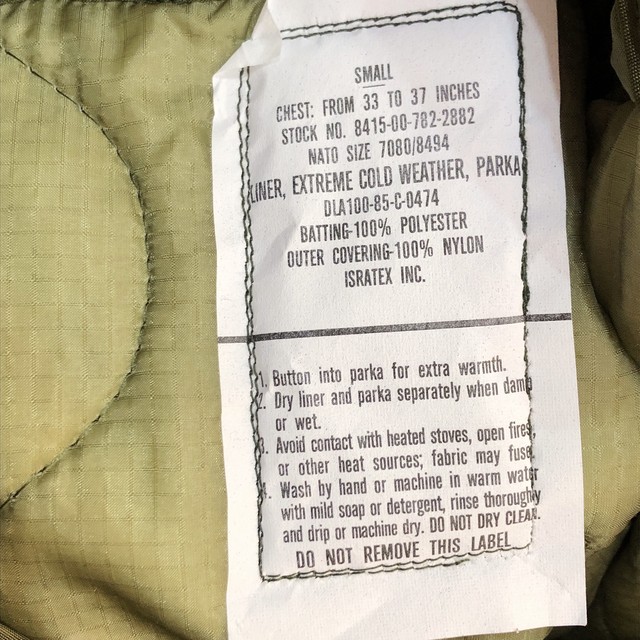 SMALL
CHEST: FROM 33 TO 37 INCHES
STOCK NO. 8415-00-782-2882
NATO SIZE 7080/8494
LINER, EXTREME COLD WEATHER, PARKA
DLA100-85-C-0474
BATTING-100% POLYESTER
OUTER COVERING-100% NYLON
ISRATEX INC.
1. Button into parka for extra warmth.
2. Dry liner and parka separately when damp
or wet.
3. Avoid contact with heated stoves, open fires,
or other heat sources; fabric may fuse.
4. Wash by hand or machine in warm water
with mild soap or detergent, rinse thoroughly
and drip or machine dry. DO NOT DRY CLEAN.
DO NOT REMOVE THIS LABEL